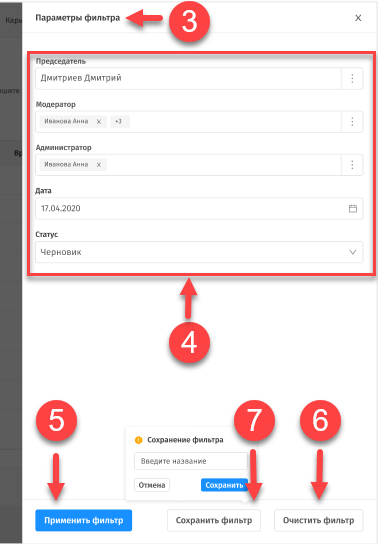 Карь
Параметры фильтра
X
3
Председатель
Дмитриев Дмитрий
Модератор
Иванова Анна x +3
Администратор
Иванова Анна x
Дата
17.04.2020
Статус
Черновик
4
5
7
6
Сохранение фильтра
Введите название
Отмена Сохранить
Применить фильтр Сохранить фильтр Очистить фильтр